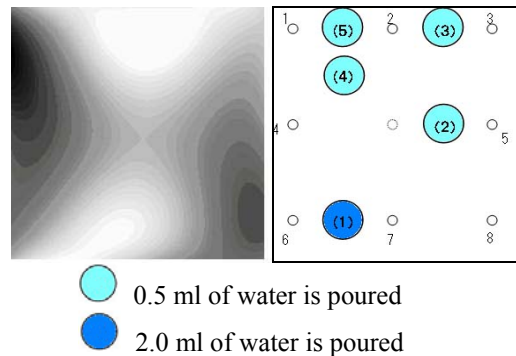 1 (5) 2 (3) 3
(4)
4 (2) 5
(1)
6 7 8
0.5 ml of water is poured
2.0 ml of water is poured